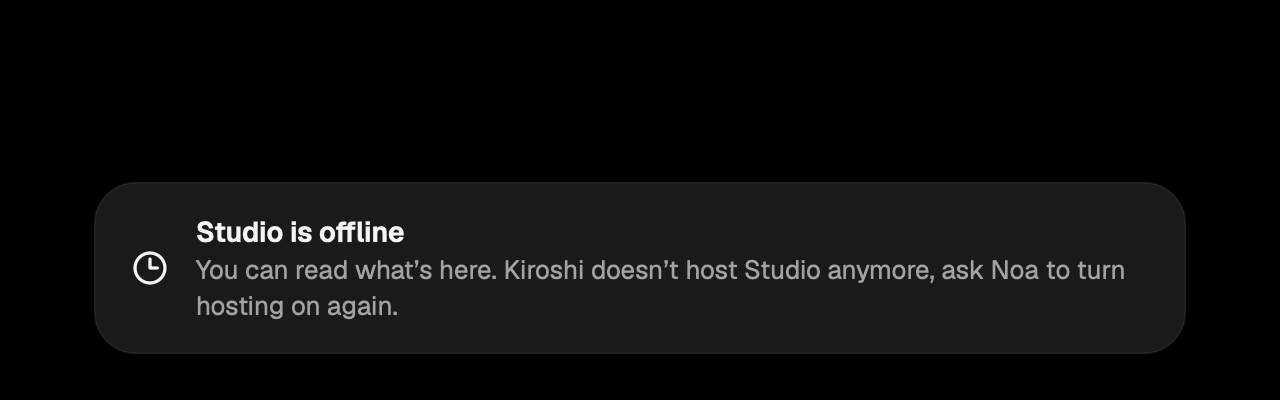 Studio is offline
You can read what’s here. Kiroshi doesn’t host Studio anymore, ask Noa to turn
hosting on again.